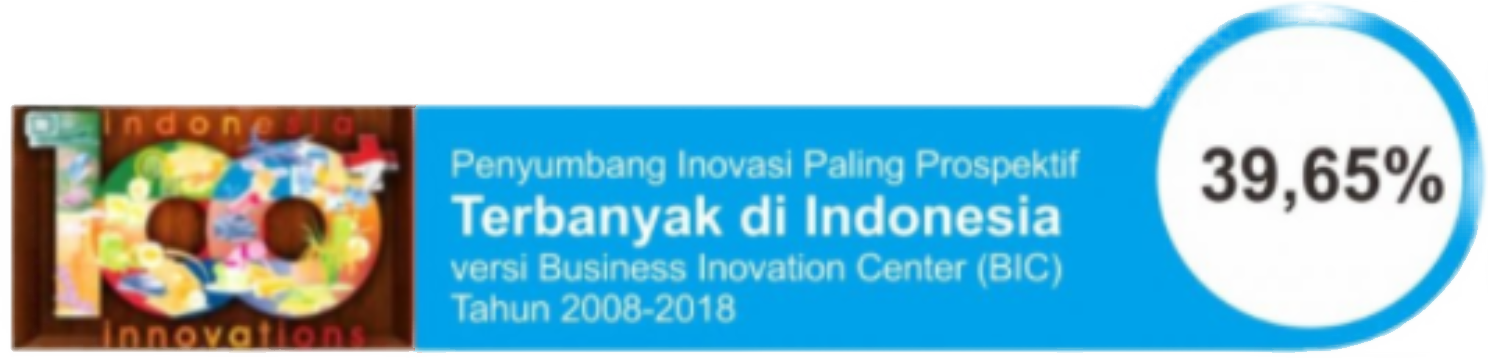 indonesia
100+
innovations
Penyumbang Inovasi Paling Prospektif
Terbanyak di Indonesia
versi Business Inovation Center (BIC)
Tahun 2008-2018
39,65%